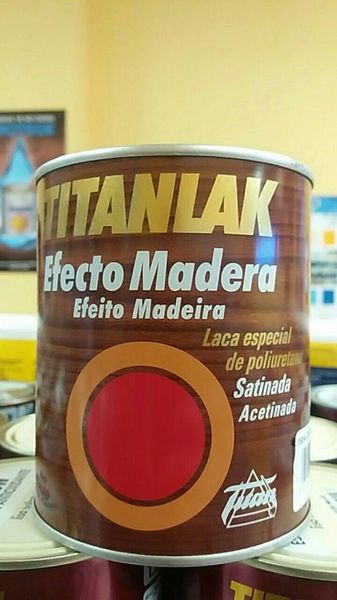 TITANLAK
Efecto Madera
Efeito Madeira
Laca especial
de poliuretano
Satinada
Acetinada
Titan